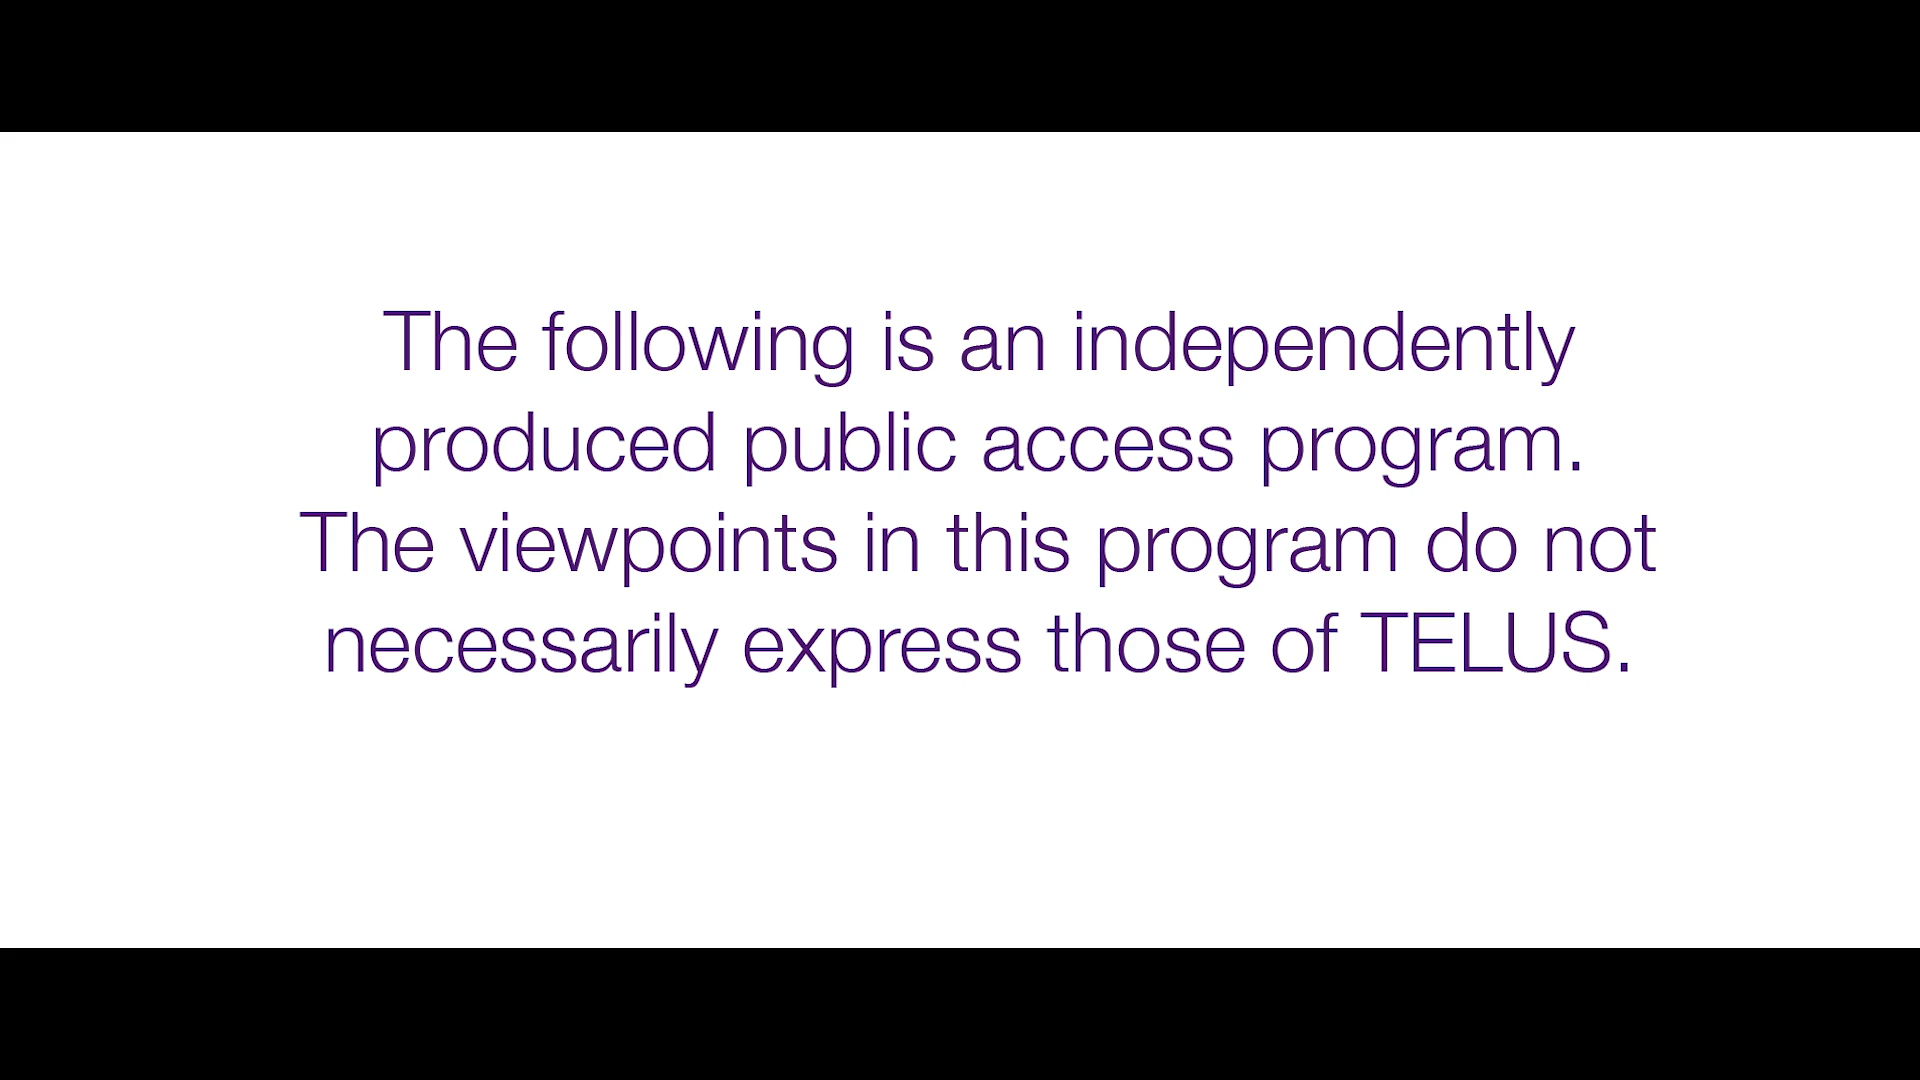 The following is an independently
produced public access program.
The viewpoints in this program do not
necessarily express those of TELUS.